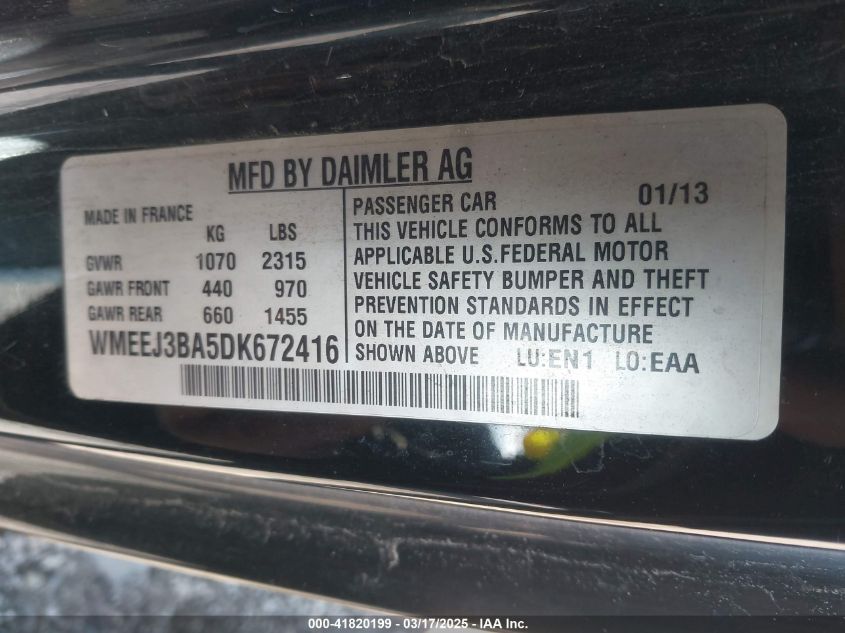 MFD BY DAIMLER AG
MADE IN FRANCE
KG LBS
GVWR 1070 2315
GAWR FRONT 440 970
GAWR REAR 660 1455
WMEEJ3BA5DK672416
PASSENGER CAR 01/13
THIS VEHICLE CONFORMS TO ALL
APPLICABLE U.S.FEDERAL MOTOR
VEHICLE SAFETY BUMPER AND THEFT
PREVENTION STANDARDS IN EFFECT
ON THE DATE OF MANUFACTURE
SHOWN ABOVE LU:EN1 LO:EAA
000-41820199 - 03/17/2025 - IAA Inc.